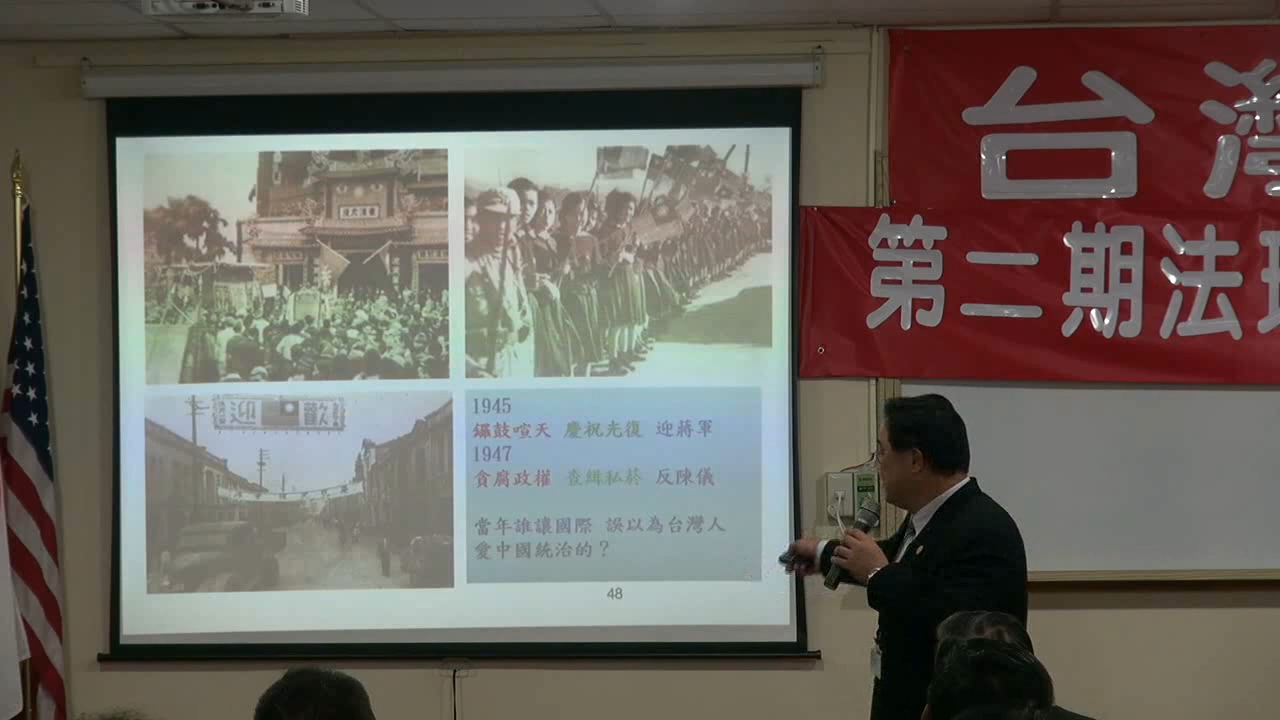 1945
鑼鼓喧天 慶祝光復 迎蔣軍
1947
貪腐政權 查緝私菸 反陳儀
當年誰讓國際 誤以為台灣人
愛中國統治的？
48
迎 歡
台灣
第二期法理